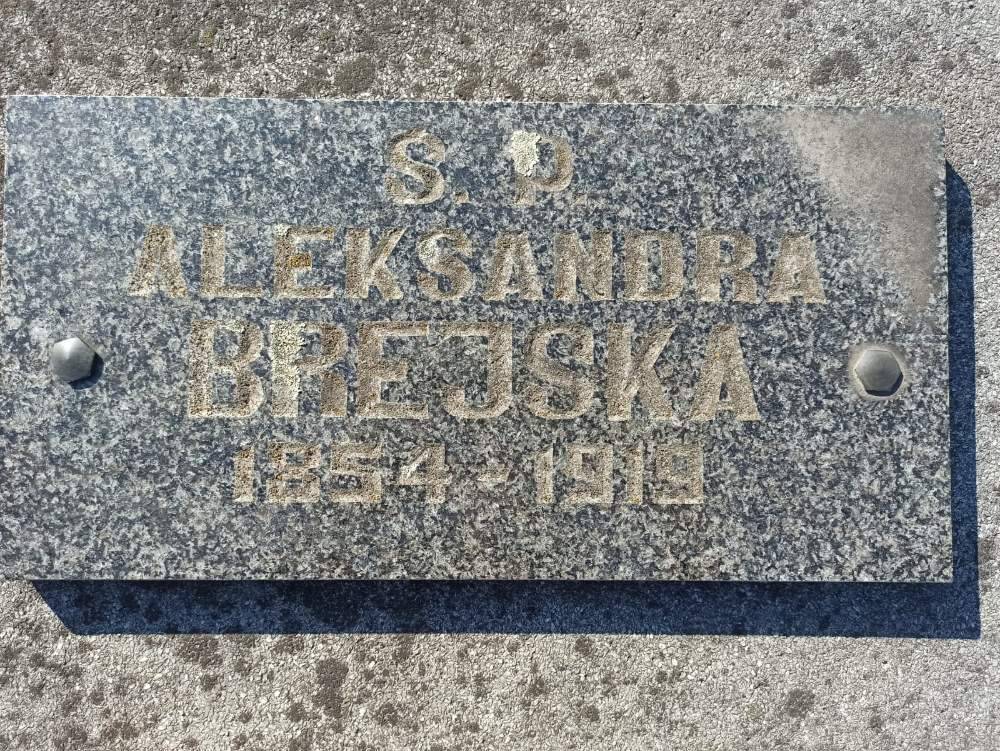 S. P.
ALEKSANDRA
BREJSKA
1854 - 1919